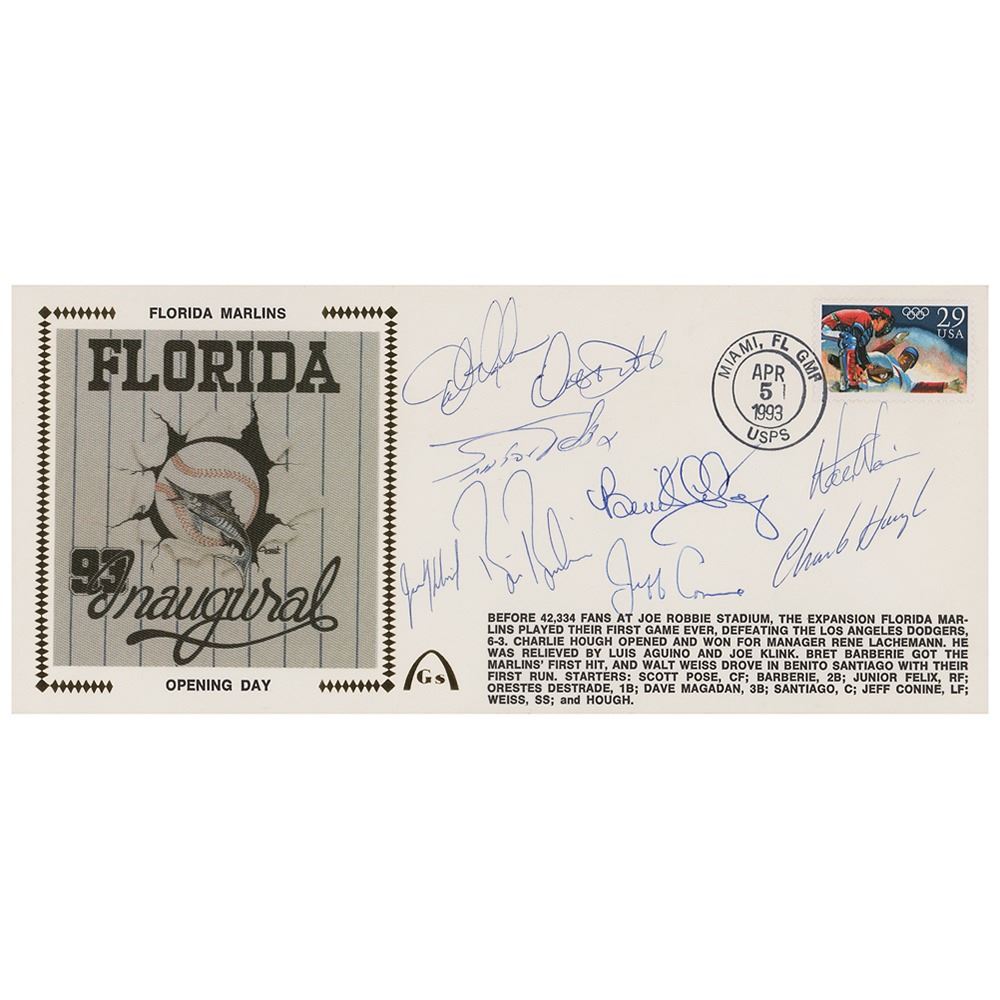 FLORIDA MARLINS
FLORIDA
93
Inaugural
OPENING DAY
29
USA
MIAMI, FL GMF
APR
5
1993
USPS
Jeff Conine
Charlie Hough
Gs
BEFORE 42,334 FANS AT JOE ROBBIE STADIUM, THE EXPANSION FLORIDA MAR-
LINS PLAYED THEIR FIRST GAME EVER, DEFEATING THE LOS ANGELES DODGERS,
6-3. CHARLIE HOUGH OPENED AND WON FOR MANAGER RENE LACHEMANN. HE
WAS RELIEVED BY LUIS AGUINO AND JOE KLINK. BRET BARBERIE GOT THE
MARLINS' FIRST HIT, AND WALT WEISS DROVE IN BENITO SANTIAGO WITH THEIR
FIRST RUN. STARTERS: SCOTT POSE, CF; BARBERIE, 2B; JUNIOR FELIX, RF;
ORESTES DESTRADE, 1B; DAVE MAGADAN, 3B; SANTIAGO, C; JEFF CONINE, LF;
WEISS, SS; and HOUGH.